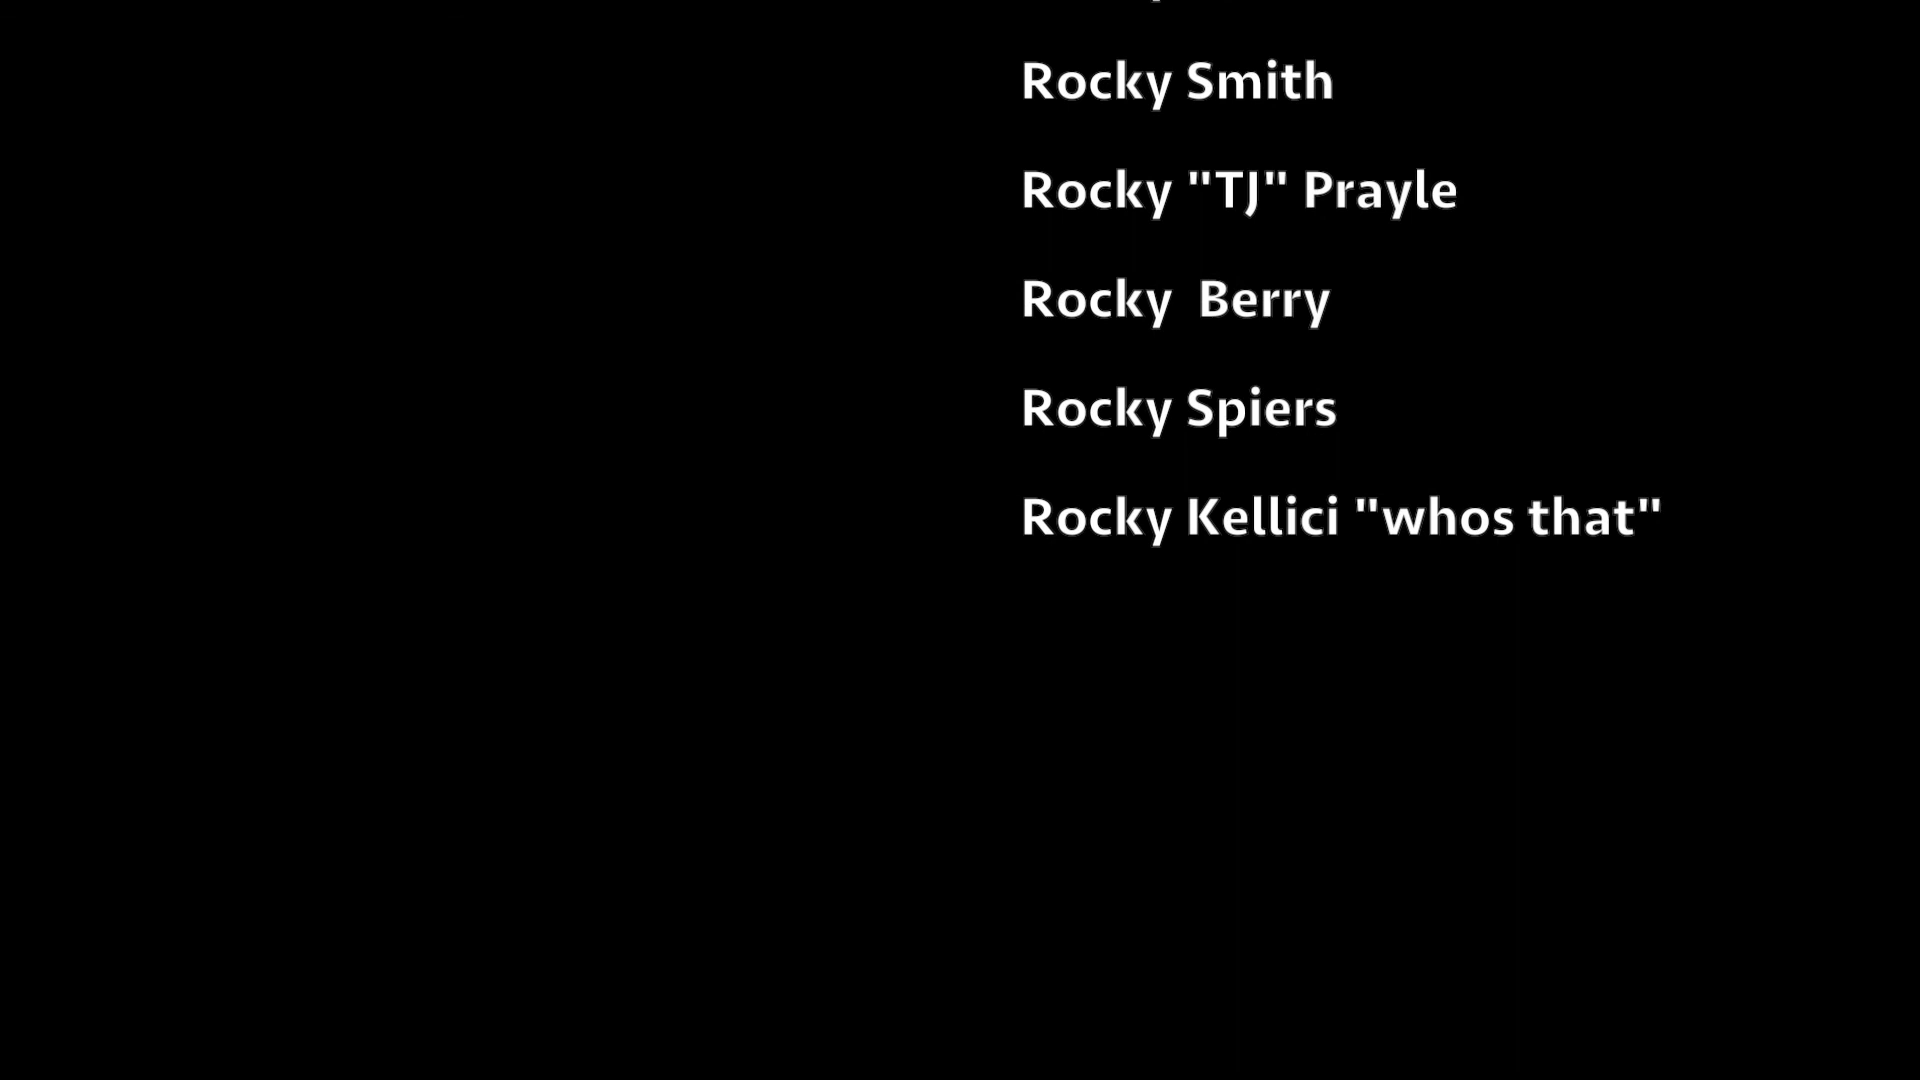 Rocky Smith
Rocky "TJ" Prayle
Rocky  Berry
Rocky Spiers
Rocky Kellici "whos that"